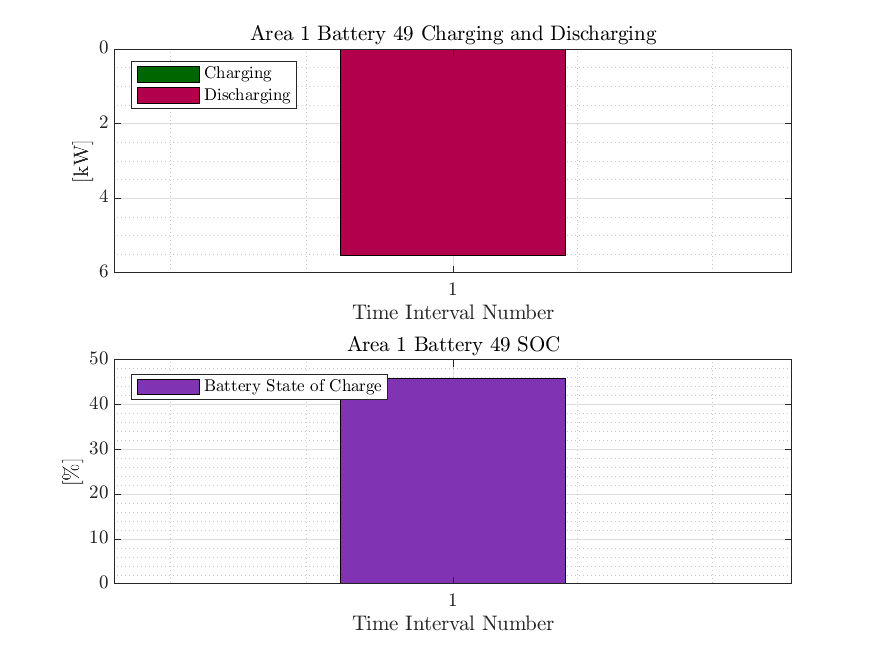 Area 1 Battery 49 Charging and Discharging
0
2
4
6
[kW]
Charging
Discharging
1
Time Interval Number
Area 1 Battery 49 SOC
50
40
30
20
10
0
[%]
Battery State of Charge
1
Time Interval Number